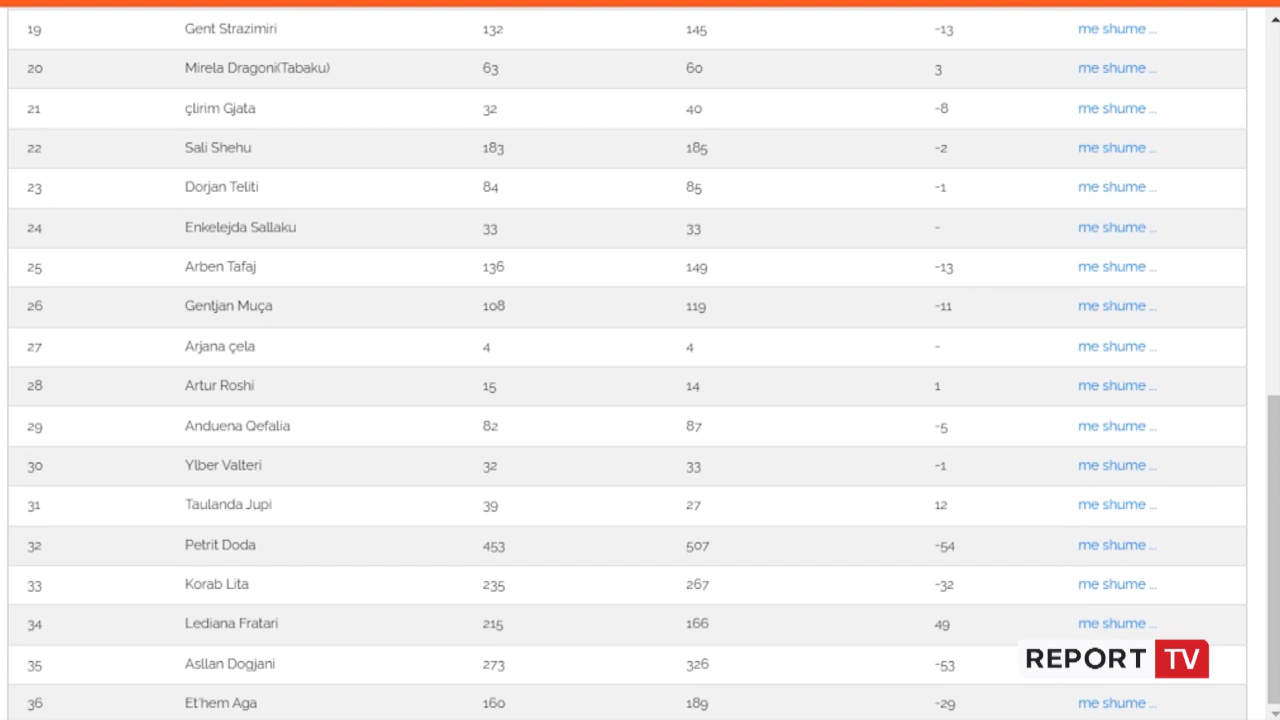 19 Gent Strazimiri 132 145 -13 me shume ...
20 Mirela Dragoni(Tabaku) 63 60 3 me shume ...
21 çlirim Gjata 32 40 -8 me shume ...
22 Sali Shehu 183 185 -2 me shume ...
23 Dorjan Teliti 84 85 -1 me shume ...
24 Enkelejda Sallaku 33 33 - me shume ...
25 Arben Tafaj 136 149 -13 me shume ...
26 Gentjan Muça 108 119 -11 me shume ...
27 Arjana çela 4 4 - me shume ...
28 Artur Roshi 15 14 1 me shume ...
29 Anduena Qefalia 82 87 -5 me shume ...
30 Ylber Valteri 32 33 -1 me shume ...
31 Taulanda Jupi 39 27 12 me shume ...
32 Petrit Doda 453 507 -54 me shume ...
33 Korab Lita 235 267 -32 me shume ...
34 Lediana Fratari 215 166 49 me shume ...
35 Asllan Dogjani 273 326 -53
REPORT TV
36 Et'hem Aga 160 189 -29 me shume ...